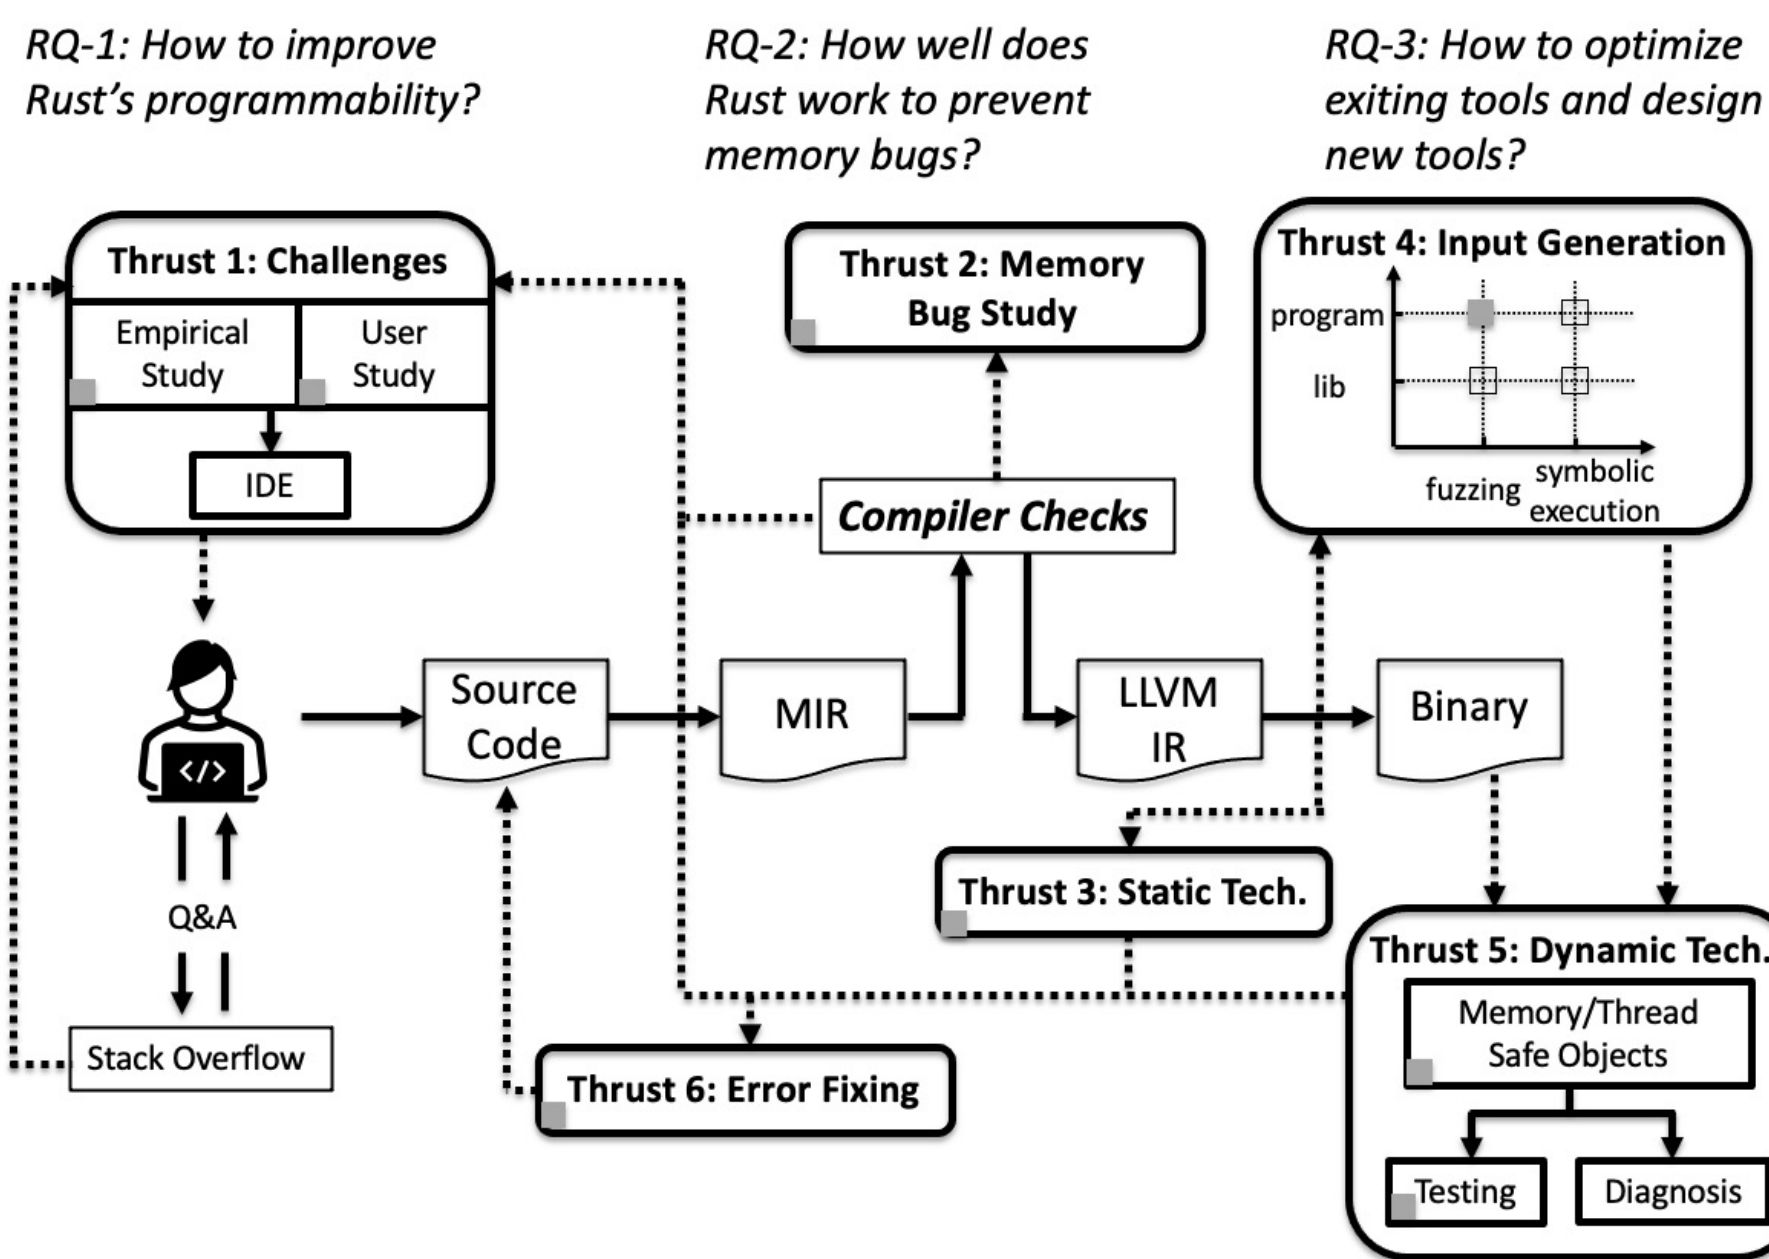 RQ-1: How to improve
Rust’s programmability?
RQ-2: How well does
Rust work to prevent
memory bugs?
RQ-3: How to optimize
exiting tools and design
new tools?
Thrust 1: Challenges
Empirical
Study
User
Study
IDE
Thrust 2: Memory
Bug Study
Thrust 4: Input Generation
program
lib
fuzzing
symbolic
execution
Compiler Checks
</>
Source
Code
MIR
LLVM
IR
Binary
Q&A
Stack Overflow
Thrust 3: Static Tech.
Thrust 6: Error Fixing
Thrust 5: Dynamic Tech.
Memory/Thread
Safe Objects
Testing
Diagnosis